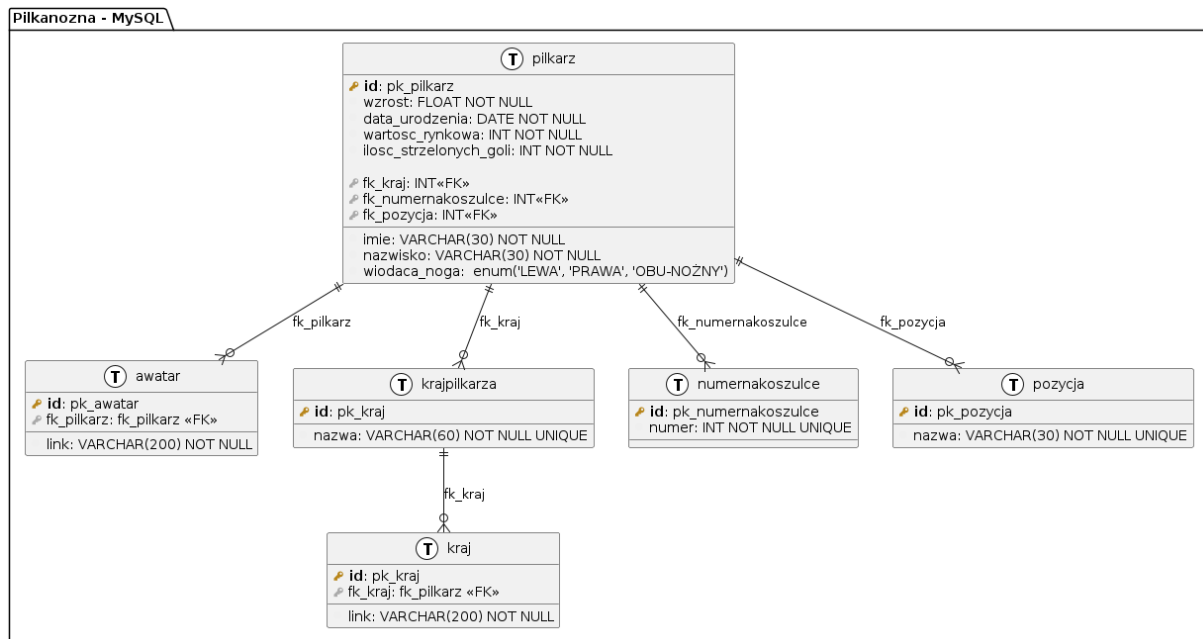 Pilkanozna - MySQL
T pilkarz
id: pk_pilkarz
wzrost: FLOAT NOT NULL
data_urodzenia: DATE NOT NULL
wartosc_rynkowa: INT NOT NULL
ilosc_strzelonych_goli: INT NOT NULL
fk_kraj: INT«FK»
fk_numernakoszulce: INT«FK»
fk_pozycja: INT«FK»
imie: VARCHAR(30) NOT NULL
nazwisko: VARCHAR(30) NOT NULL
wiodaca_noga: enum('LEWA', 'PRAWA', 'OBU-NOŻNY')
fk_pilkarz
fk_kraj
fk_numernakoszulce
fk_pozycja
T awatar
id: pk_awatar
fk_pilkarz: fk_pilkarz «FK»
link: VARCHAR(200) NOT NULL
T krajpilkarza
id: pk_kraj
nazwa: VARCHAR(60) NOT NULL UNIQUE
T numernakoszulce
id: pk_numernakoszulce
numer: INT NOT NULL UNIQUE
T pozycja
id: pk_pozycja
nazwa: VARCHAR(30) NOT NULL UNIQUE
fk_kraj
T kraj
id: pk_kraj
fk_kraj: fk_pilkarz «FK»
link: VARCHAR(200) NOT NULL